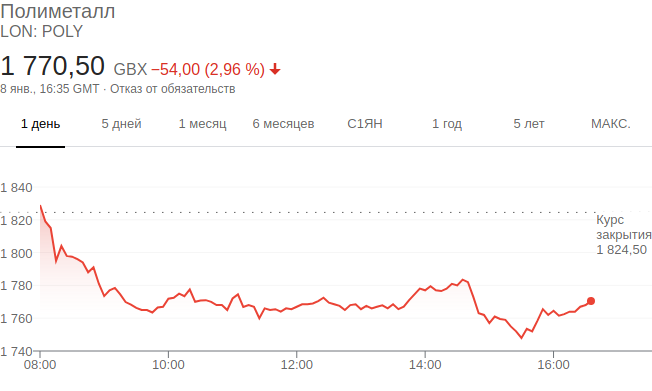 Полиметалл
LON: POLY
1 770,50 GBX −54,00 (2,96 %)
8 янв., 16:35 GMT · Отказ от обязательств
1 день 5 дней 1 месяц 6 месяцев С1ЯН 1 год 5 лет МАКС.
1 840
1 820
Курс
закрытия
1 824,50
1 800
1 780
1 760
1 740
08:00 10:00 12:00 14:00 16:00